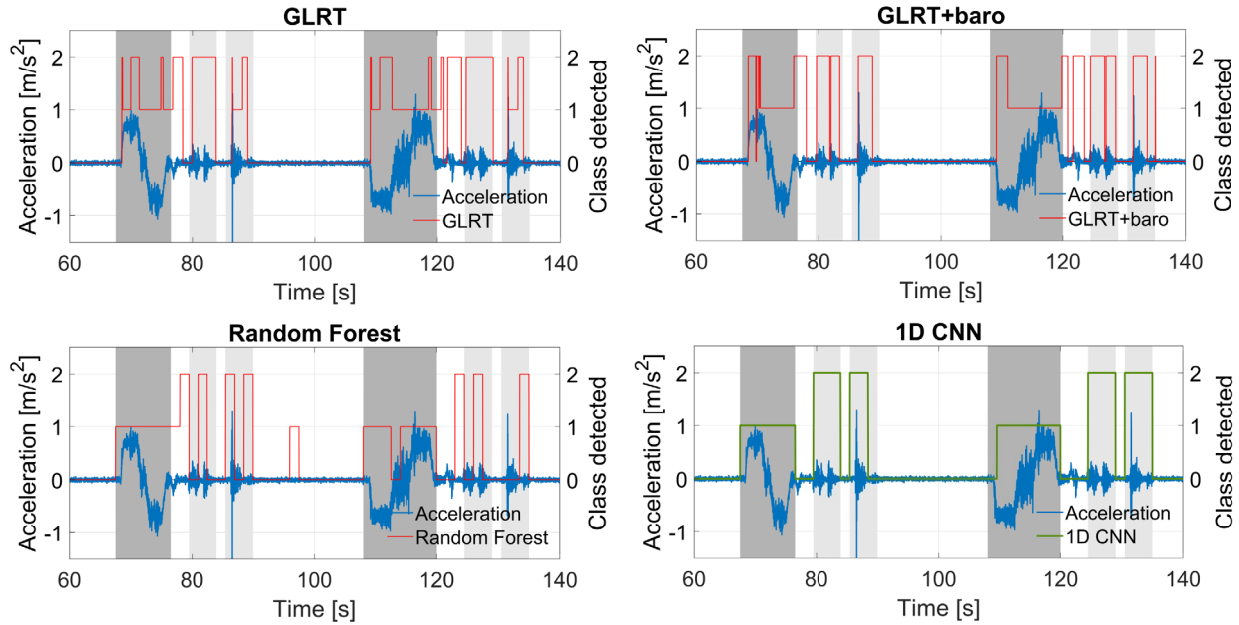 GLRT
Acceleration [m/s²]
2
1
0
-1
2
1
0
Class detected
Acceleration
GLRT
60 80 100 120 140
Time [s]
GLRT+baro
Acceleration [m/s²]
2
1
0
-1
2
1
0
Class detected
Acceleration
GLRT+baro
60 80 100 120 140
Time [s]
Random Forest
Acceleration [m/s²]
2
1
0
-1
2
1
0
Class detected
Acceleration
Random Forest
60 80 100 120 140
Time [s]
1D CNN
Acceleration [m/s²]
2
1
0
-1
2
1
0
Class detected
Acceleration
1D CNN
60 80 100 120 140
Time [s]